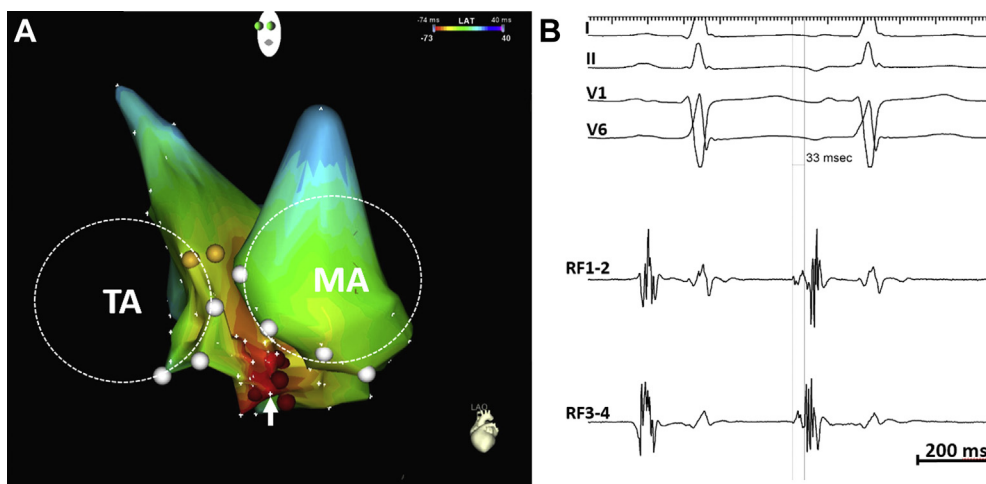 A
-74 ms LAT 40 ms
-73 40
TA
MA
LAO
B
I
II
V1
V6
33 msec
RF1-2
RF3-4
200 ms